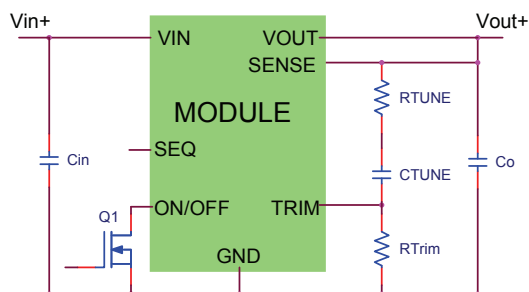 Vin+
Vout+
VIN
VOUT
SENSE
RTUNE
MODULE
Cin
SEQ
CTUNE
Co
Q1
ON/OFF
TRIM
RTrim
GND